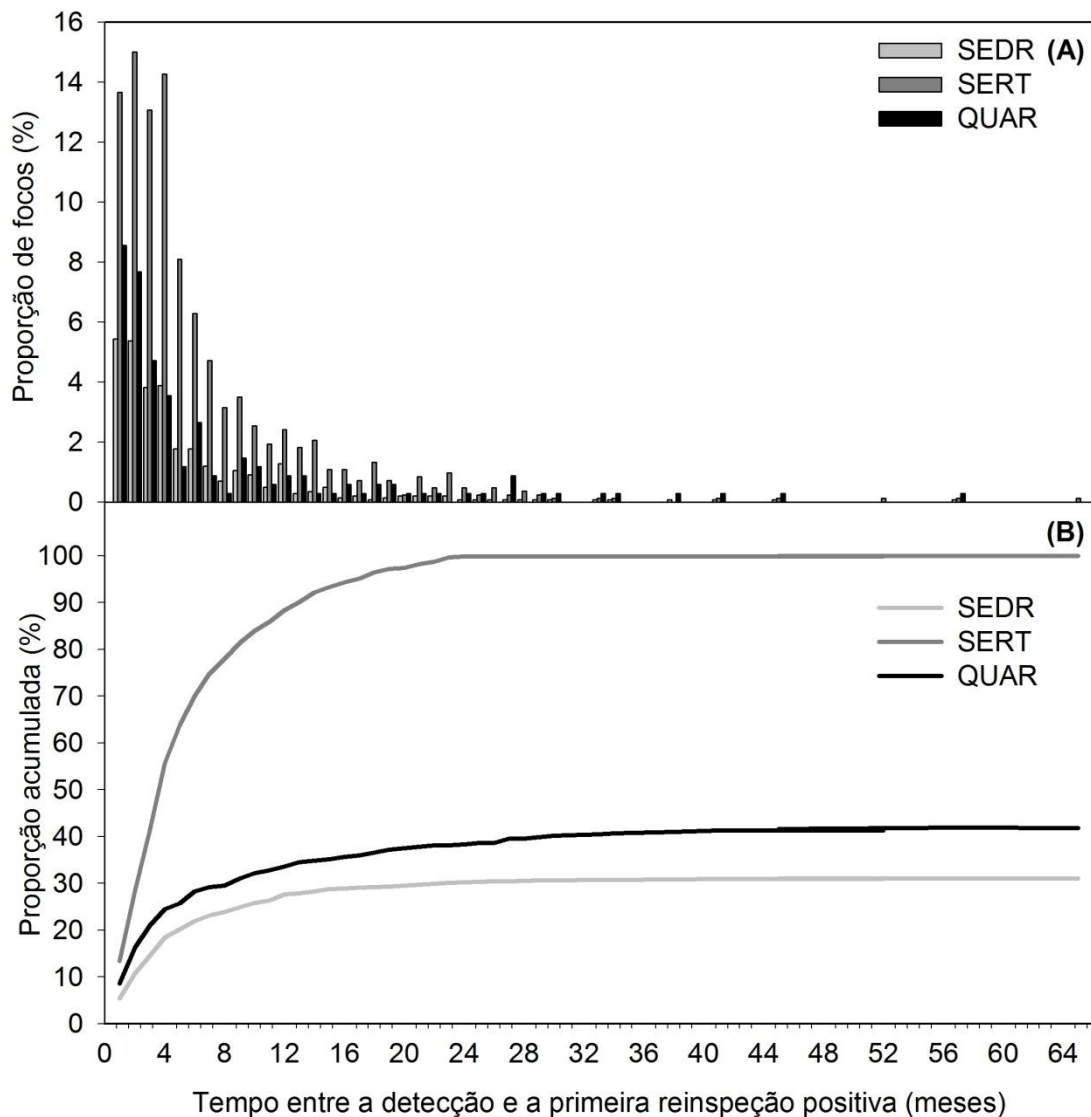 (A)
SEDR
SERT
QUAR
Proporção de focos (%)
16
14
12
10
8
6
4
2
0
(B)
SEDR
SERT
QUAR
Proporção acumulada (%)
100
90
80
70
60
50
40
30
20
10
0
0 4 8 12 16 20 24 28 32 36 40 44 48 52 56 60 64
Tempo entre a detecção e a primeira reinspeção positiva (meses)